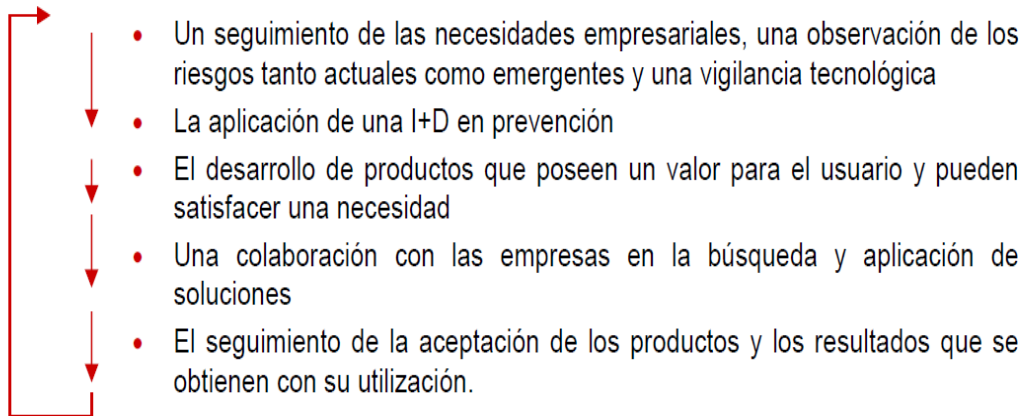 • Un seguimiento de las necesidades empresariales, una observación de los
riesgos tanto actuales como emergentes y una vigilancia tecnológica
• La aplicación de una I+D en prevención
• El desarrollo de productos que poseen un valor para el usuario y pueden
satisfacer una necesidad
• Una colaboración con las empresas en la búsqueda y aplicación de
soluciones
• El seguimiento de la aceptación de los productos y los resultados que se
obtienen con su utilización.